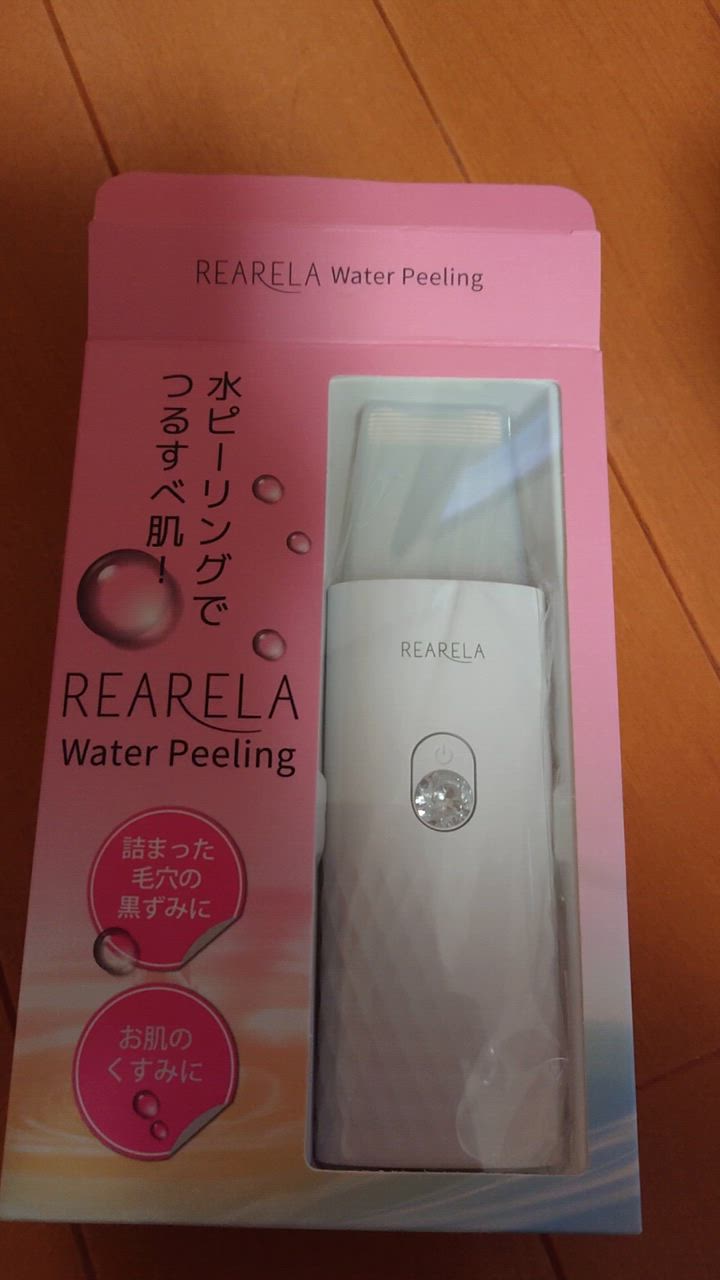 REARELA Water Peeling
水ピーリングで
つるすべ肌！
REARELA
Water Peeling
詰まった
毛穴の
黒ずみに
お肌の
くすみに
REARELA